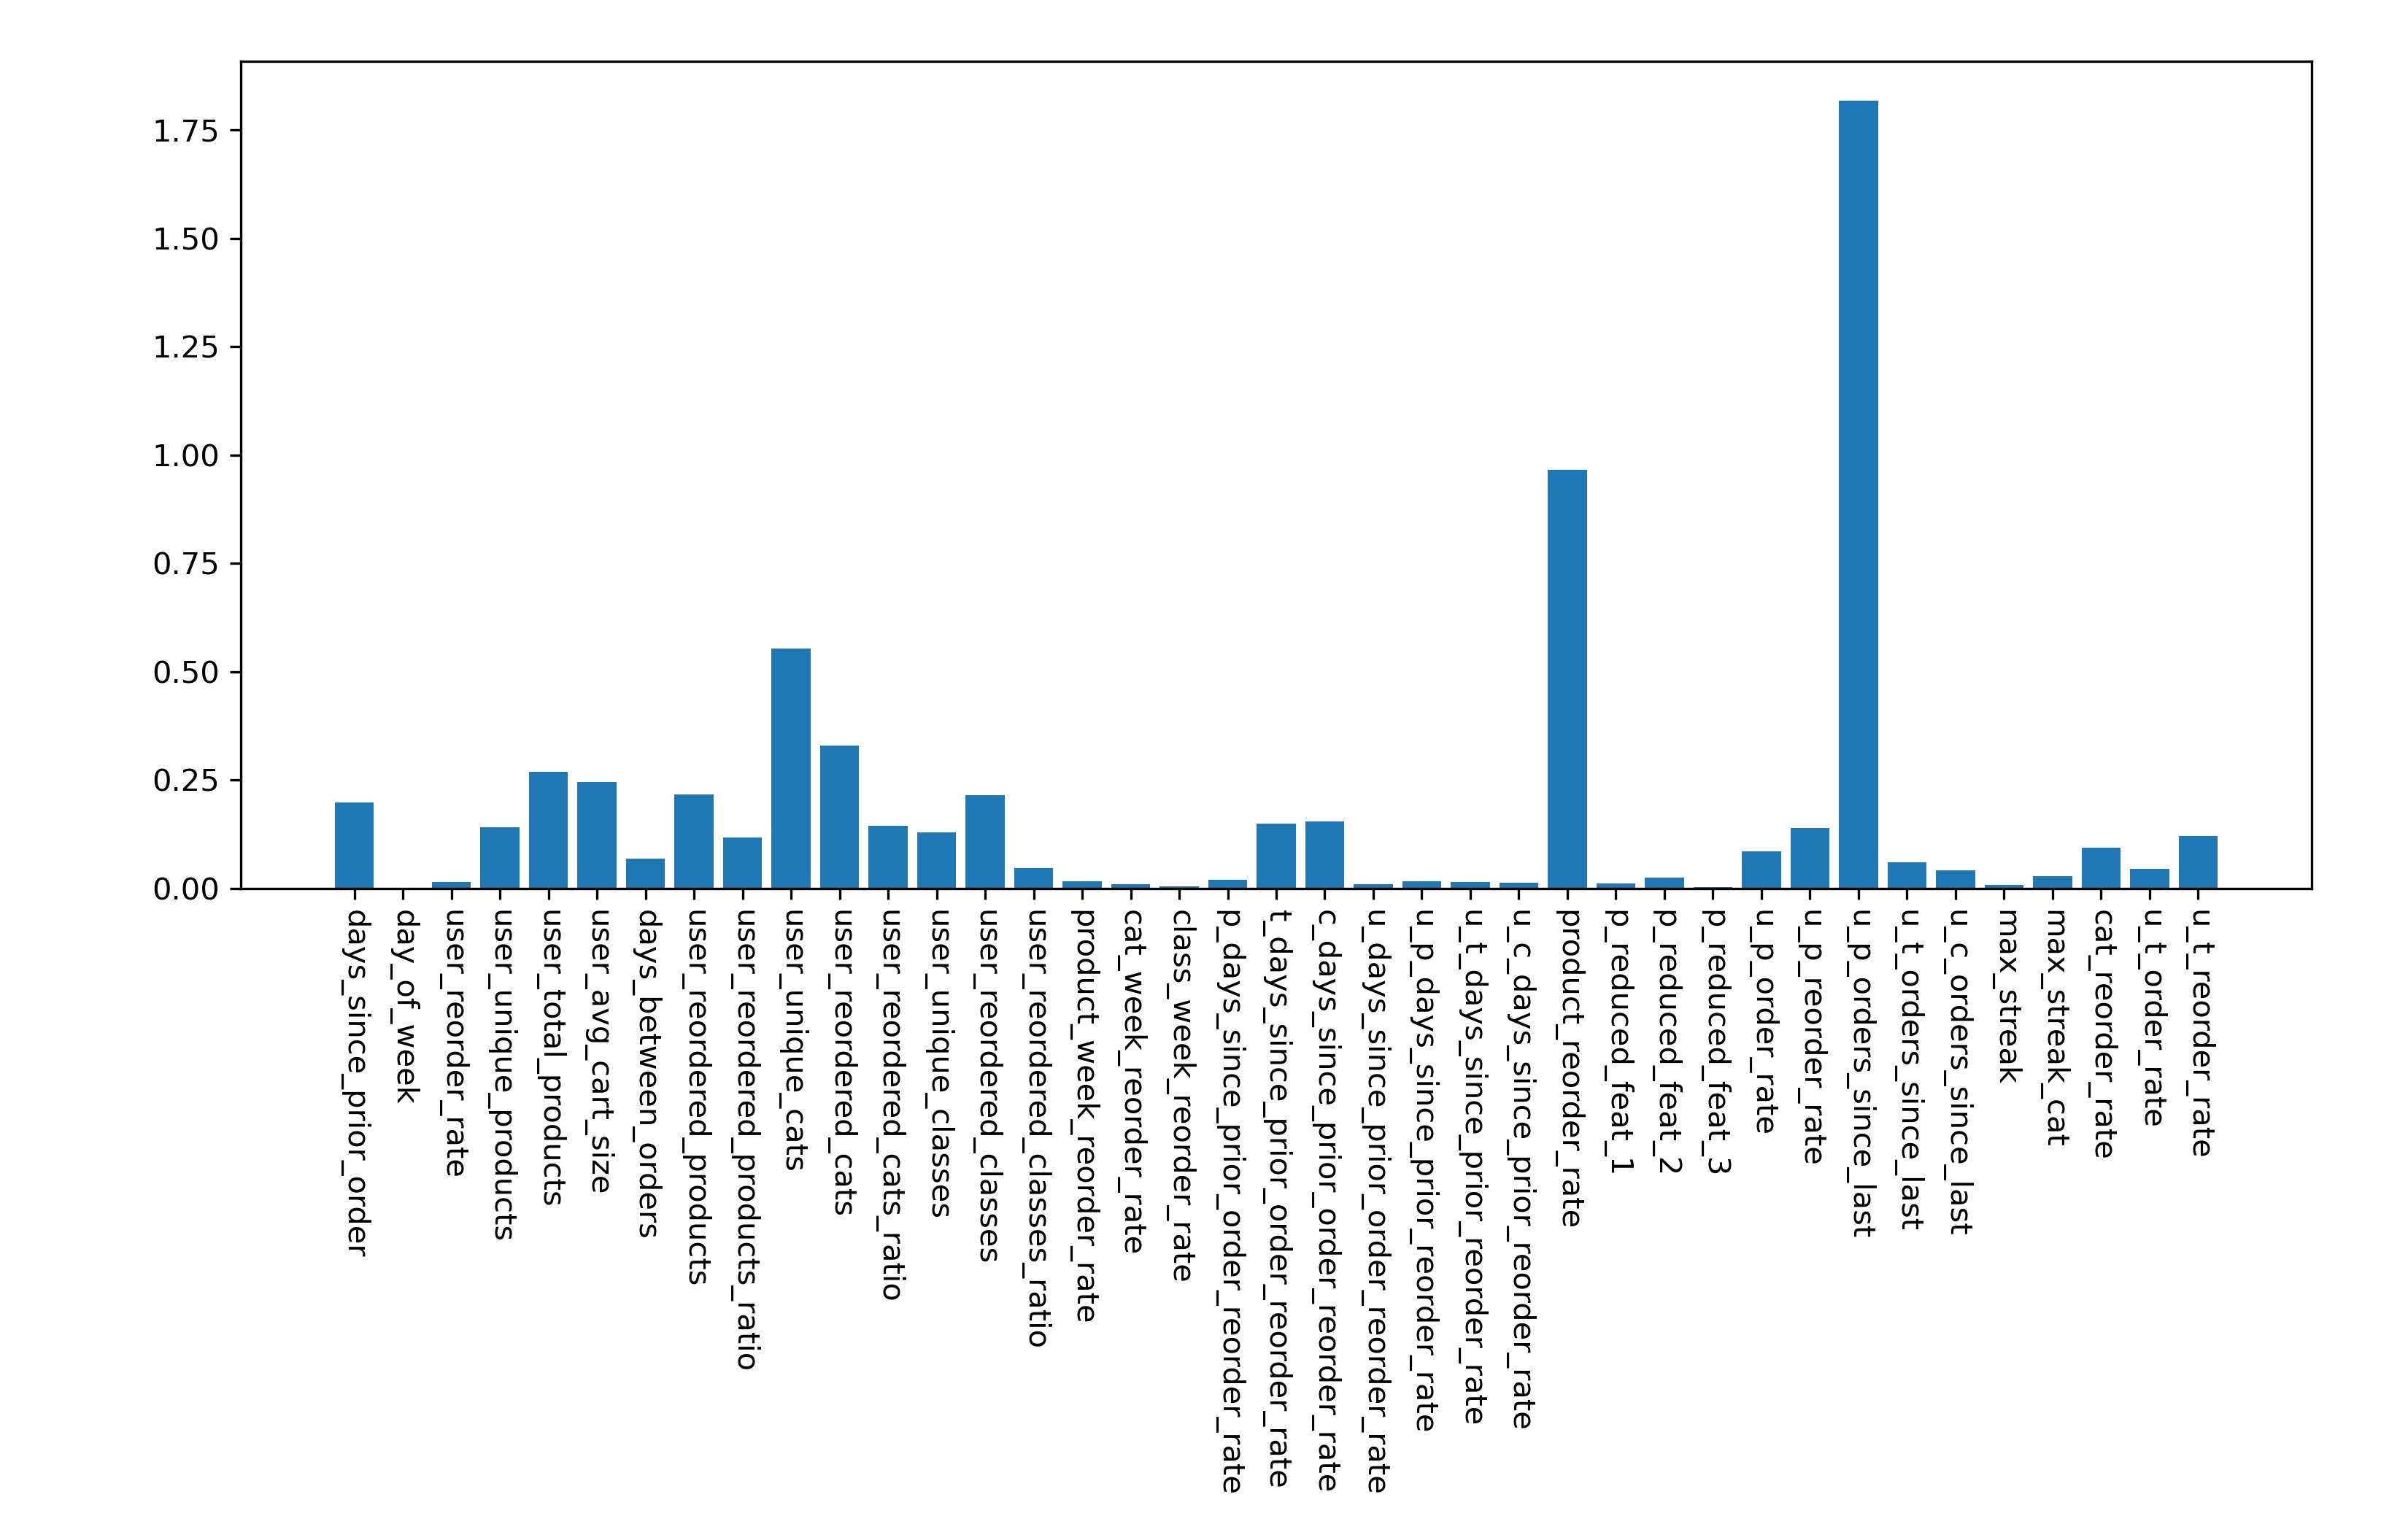 1.75
1.50
1.25
1.00
0.75
0.50
0.25
0.00
days_since_prior_order
day_of_week
user_reorder_rate
user_unique_products
user_total_products
user_avg_cart_size
days_between_orders
user_reordered_products
user_reordered_products_ratio
user_unique_cats
user_reordered_cats
user_reordered_cats_ratio
user_unique_classes
user_reordered_classes
user_reordered_classes_ratio
product_week_reorder_rate
cat_week_reorder_rate
class_week_reorder_rate
p_days_since_prior_order_reorder_rate
t_days_since_prior_order_reorder_rate
c_days_since_prior_order_reorder_rate
u_days_since_prior_order_reorder_rate
u_p_days_since_prior_reorder_rate
u_t_days_since_prior_reorder_rate
u_c_days_since_prior_reorder_rate
product_reorder_rate
p_reduced_feat_1
p_reduced_feat_2
p_reduced_feat_3
u_p_order_rate
u_p_reorder_rate
u_p_orders_since_last
u_t_orders_since_last
u_c_orders_since_last
max_streak
max_streak_cat
cat_reorder_rate
u_t_order_rate
u_t_reorder_rate